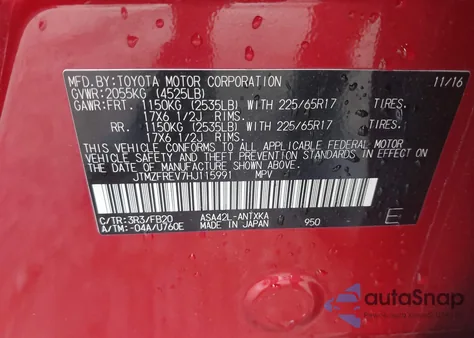 MFD.BY: TOYOTA MOTOR CORPORATION 11/16
GVWR: 2055KG (4525LB)
GAWR: FRT. 1150KG (2535LB) WITH 225/65R17 TIRES.
17X6 1/2J RIMS.
RR. 1150KG (2535LB) WITH 225/65R17 TIRES.
17X6 1/2J RIMS.
THIS VEHICLE CONFORMS TO ALL APPLICABLE FEDERAL MOTOR
VEHICLE SAFETY STANDARDS IN EFFECT ON
THE DATE OF MANUFACTURE SHOWN ABOVE.
JTMZFREV7HJ115991 MPV
C/TR: 3R3/FB20 ASA42L-ANTXKA
A/TM: -04A/U760E MADE IN JAPAN 950 E
autoSnap